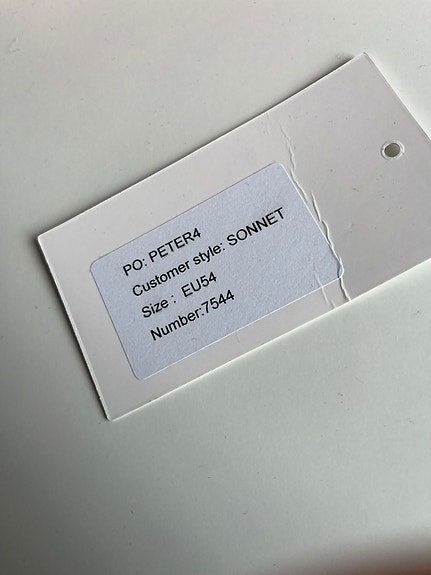 PO: PETER4
Customer style: SONNET
Size :  EU54
Number:7544